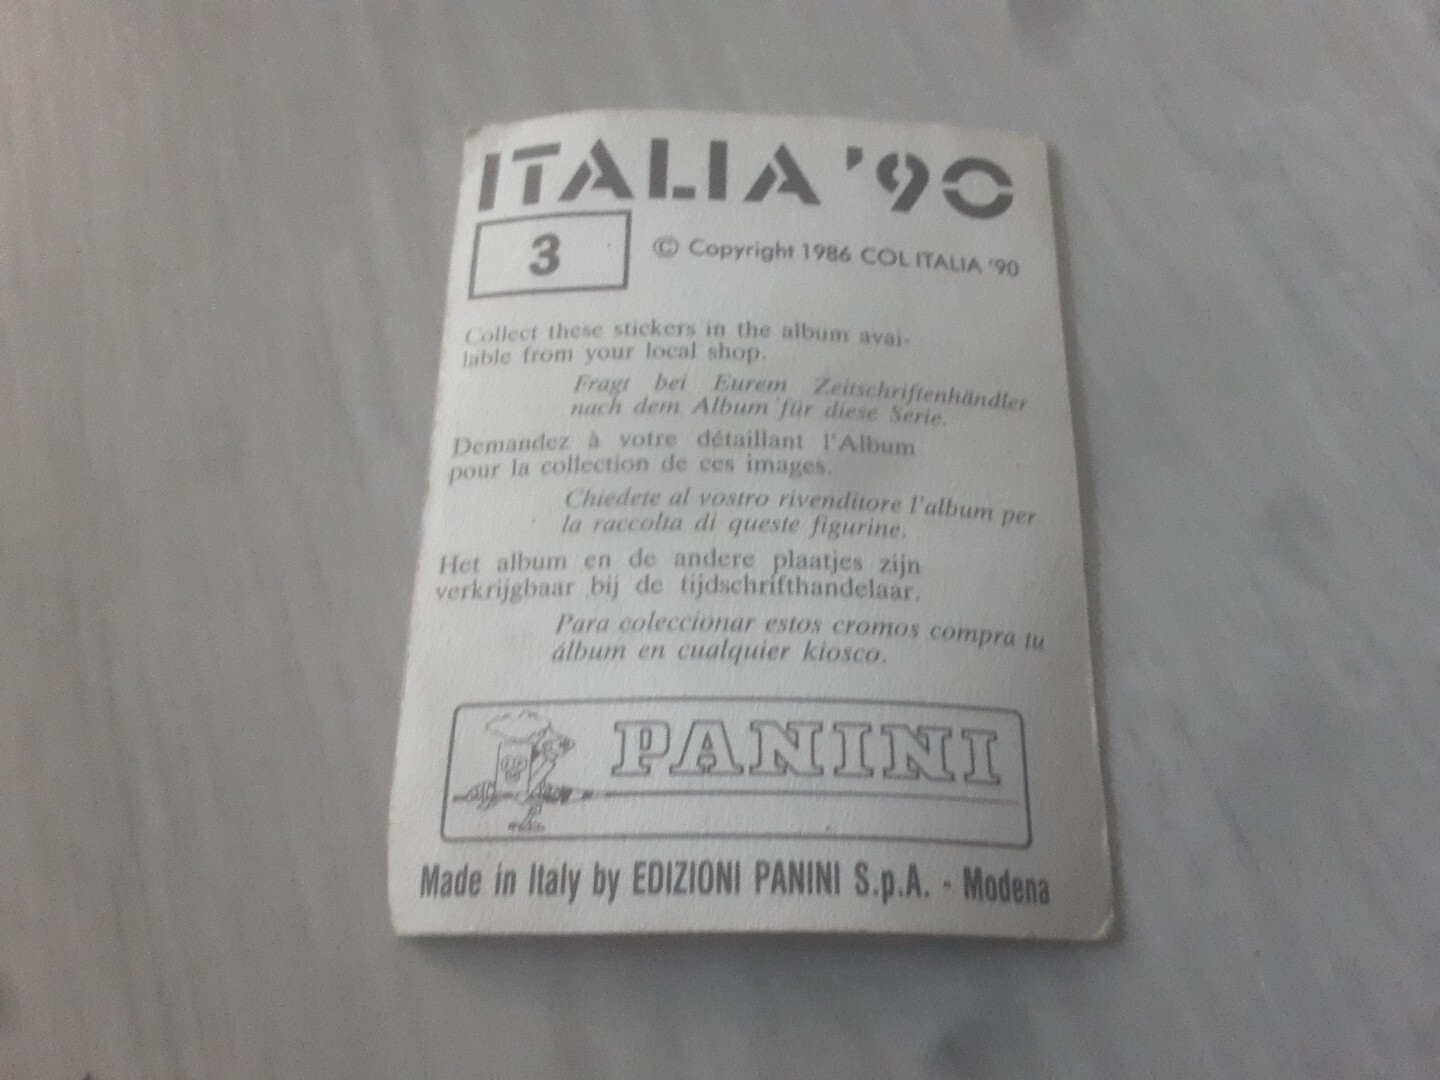 ITALIA '90
3
© Copyright 1986 COL ITALIA '90
Collect these stickers in the album avai-
lable from your local shop.
Fragt bei Eurem Zeitschriftenhändler
nach dem Album für diese Serie.
Demandez à votre détaillant l'Album
pour la collection de ces images.
Chiedete al vostro rivenditore l'album per
la raccolta di queste figurine.
Het album en de andere plaatjes zijn
verkrijgbaar bij de tijdschrifthandelaar.
Para coleccionar estos cromos compra tu
álbum en cualquier kiosco.
PANINI
Made in Italy by EDIZIONI PANINI S.p.A. - Modena